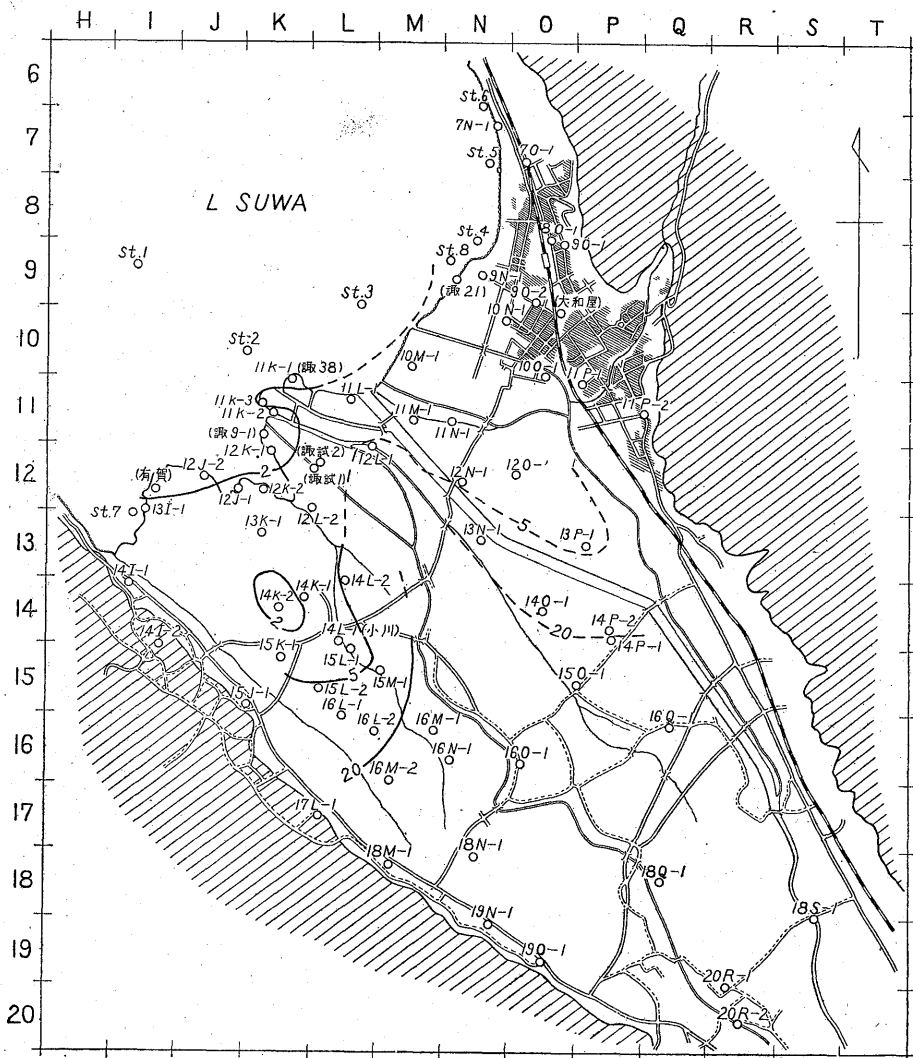 H I J K L M N O P Q R S T
6
St.6
7N-1
7
St.5
7O-1
8
L SUWA
St.4
8O-1
9O-1
St.1
St.8
9
9N-1
(諏21)
St.3
9O-2
(大和屋)
10N-1
10
St.2
10M-1
11K-1 (諏38)
10O-1
11P-1
11
11K-3
11L-1
11K-2
11M-1
11N-1
11P-2
(諏9-1)
12K-1
(諏試2)
12L-1
(有賀)
12J-2
2
(諏試1)
12
12N-1
12O-1
12J-1
12K-2
St.7
13I-1
12L-2
5
13K-1
13N-1
13P-1
13
14I-1
14L-2
14K-2
14K-1
14
2
14O-1
14P-2
20
14I-2
14L-1 (小川)
14P-1
15K-1
15L-1
15
5
15M-1
15J-1
15L-2
15O-1
16L-1
16L-2
16M-1
16Q-1
16
16N-1
16O-1
20
16M-2
17L-1
17
18M-1
18N-1
18Q-1
18
19N-1
18S-1
19
19O-1
20R-1
20
20R-2